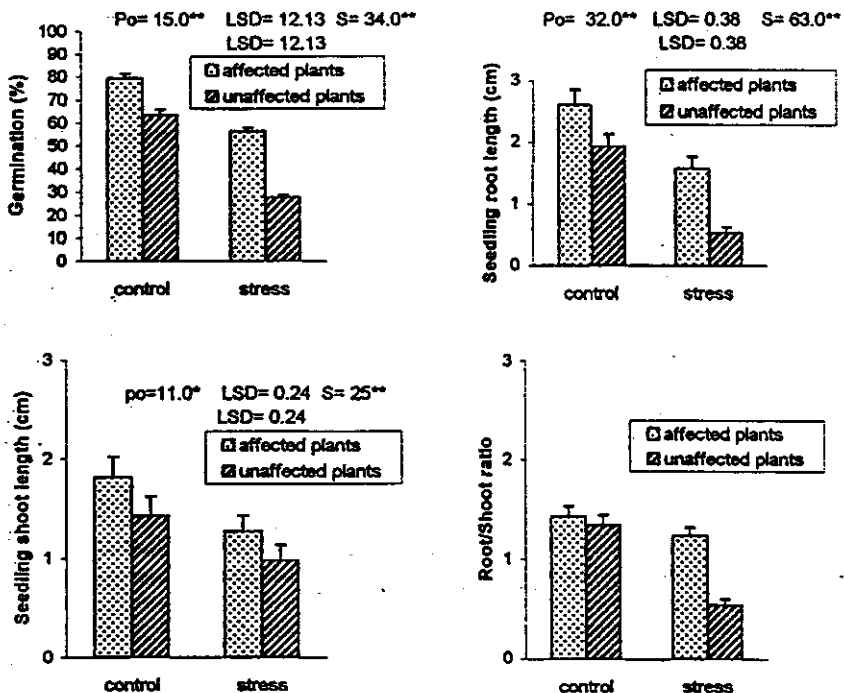 Po= 15.0** LSD= 12.13 S= 34.0**
LSD= 12.13
affected plants
unaffected plants
Germination (%)
90
80
70
60
50
40
30
20
10
0
control stress
Po= 32.0** LSD= 0.38 S= 63.0**
LSD= 0.38
affected plants
unaffected plants
Seedling root length (cm)
3
2
1
0
control stress
po=11.0* LSD= 0.24 S= 25**
LSD= 0.24
affected plants
unaffected plants
Seedling shoot length (cm)
3
2
1
0
control stress
affected plants
unaffected plants
Root/Shoot ratio
3
2
1
0
control stress